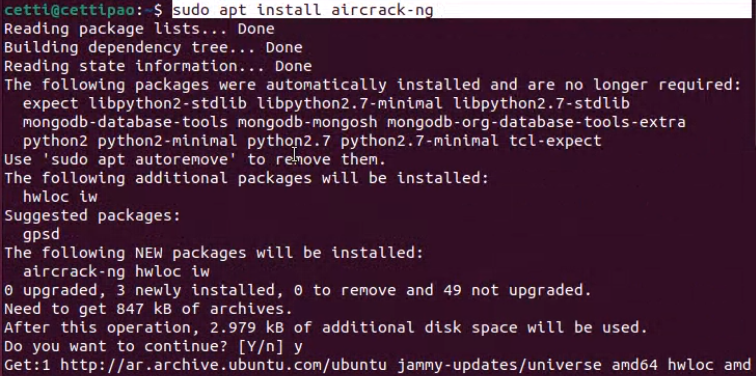 cetti@cettipao:~$ sudo apt install aircrack-ng
Reading package lists... Done
Building dependency tree... Done
Reading state information... Done
The following packages were automatically installed and are no longer required:
expect libpython2-stdlib libpython2.7-minimal libpython2.7-stdlib
mongodb-database-tools mongodb-mongosh mongodb-org-database-tools-extra
python2 python2-minimal python2.7 python2.7-minimal tcl-expect
Use 'sudo apt autoremove' to remove them.
The following additional packages will be installed:
hwloc iw
Suggested packages:
gpsd
The following NEW packages will be installed:
aircrack-ng hwloc iw
0 upgraded, 3 newly installed, 0 to remove and 49 not upgraded.
Need to get 847 kB of archives.
After this operation, 2.979 kB of additional disk space will be used.
Do you want to continue? [Y/n] y
Get:1 http://ar.archive.ubuntu.com/ubuntu jammy-updates/universe amd64 hwloc amd